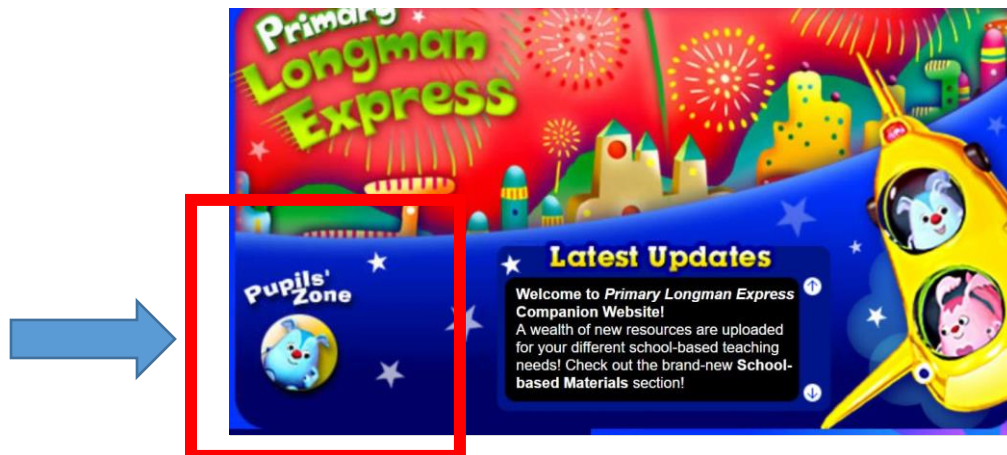 Primary
Longman
Express
Pupils'
Zone
Latest Updates
Welcome to Primary Longman Express
Companion Website!
A wealth of new resources are uploaded
for your different school-based teaching
needs! Check out the brand-new School-
based Materials section!